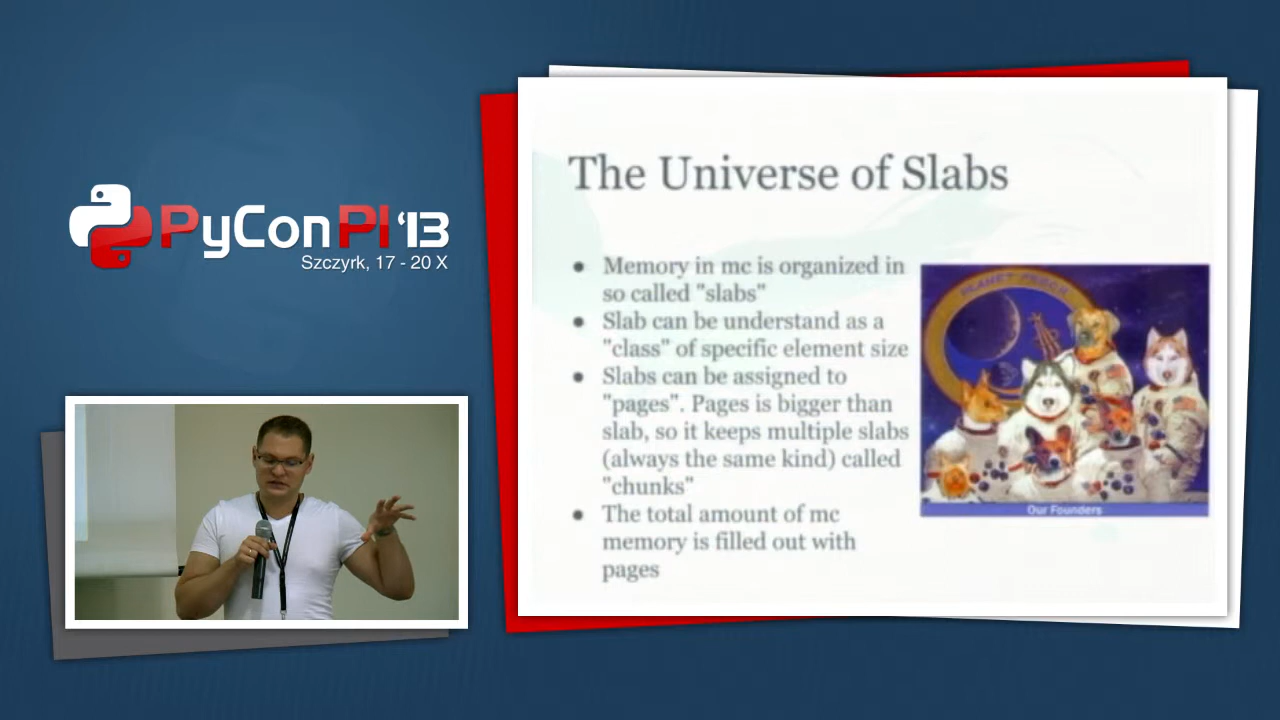 PyConPl '13
Szczyrk, 17 - 20 X
The Universe of Slabs
● Memory in mc is organized in
so called "slabs"
● Slab can be understand as a
"class" of specific element size
● Slabs can be assigned to
"pages". Pages is bigger than
slab, so it keeps multiple slabs
(always the same kind) called
"chunks"
● The total amount of mc
memory is filled out with
pages
Our Founders